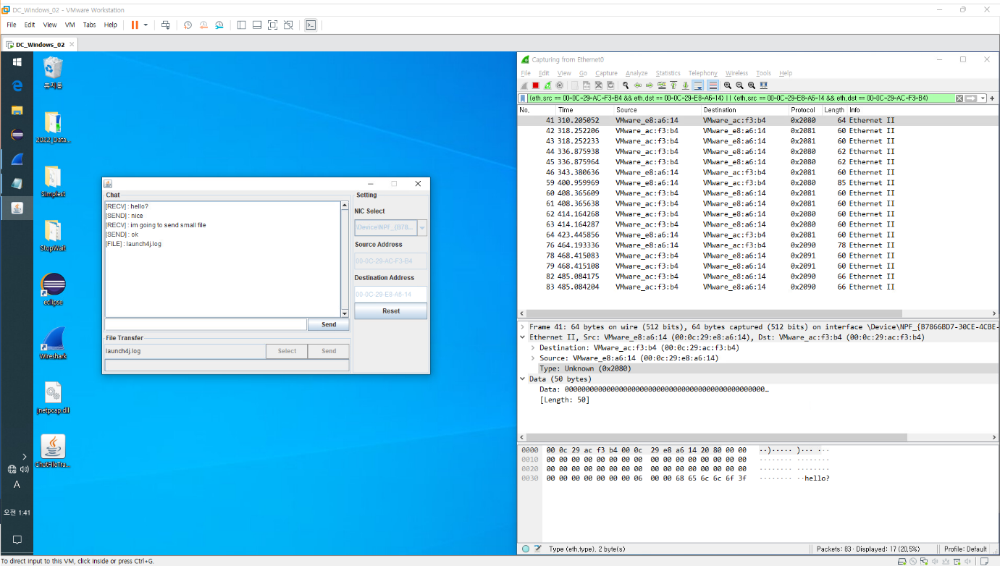 DC_Windows_02 - VMware Workstation
File Edit View VM Tabs Help
DC_Windows_02
휴지통
2022_Data...
Simplest
StopWait
eclipse
Wireshark
jnetpcap.dll
ChatFileTra...
A
오전 1:41
Chat
[RECV] : hello?
[SEND] : nice
[RECV] : im going to send small file
[SEND] : ok
[FILE] : launch4j.log
Send
File Transfer
launch4j.log Select Send
Setting
NIC Select
\Device\NPF_{B78...
Source Address
00-0C-29-AC-F3-B4
Destination Address
00-0C-29-E8-A6-14
Reset
Capturing from Ethernet0
File Edit View Go Capture Analyze Statistics Telephony Wireless Tools Help
(eth.src == 00-0C-29-AC-F3-B4 && eth.dst == 00-0C-29-E8-A6-14) || (eth.src == 00-0C-29-E8-A6-14 && eth.dst == 00-0C-29-AC-F3-B4)
No. Time Source Destination Protocol Length Info
41 310.205052 VMware_e8:a6:14 VMware_ac:f3:b4 0x2080 64 Ethernet II
42 318.252206 VMware_ac:f3:b4 VMware_e8:a6:14 0x2081 60 Ethernet II
43 318.252233 VMware_ac:f3:b4 VMware_e8:a6:14 0x2081 60 Ethernet II
44 336.875938 VMware_ac:f3:b4 VMware_e8:a6:14 0x2080 62 Ethernet II
45 336.875964 VMware_ac:f3:b4 VMware_e8:a6:14 0x2080 62 Ethernet II
46 343.380636 VMware_e8:a6:14 VMware_ac:f3:b4 0x2081 60 Ethernet II
59 400.959969 VMware_e8:a6:14 VMware_ac:f3:b4 0x2080 85 Ethernet II
60 408.365609 VMware_ac:f3:b4 VMware_e8:a6:14 0x2081 60 Ethernet II
61 408.365638 VMware_ac:f3:b4 VMware_e8:a6:14 0x2081 60 Ethernet II
62 414.164268 VMware_ac:f3:b4 VMware_e8:a6:14 0x2080 60 Ethernet II
63 414.164287 VMware_ac:f3:b4 VMware_e8:a6:14 0x2080 60 Ethernet II
64 423.445856 VMware_e8:a6:14 VMware_ac:f3:b4 0x2081 60 Ethernet II
76 464.193336 VMware_e8:a6:14 VMware_ac:f3:b4 0x2090 78 Ethernet II
78 468.415083 VMware_ac:f3:b4 VMware_e8:a6:14 0x2091 60 Ethernet II
79 468.415108 VMware_ac:f3:b4 VMware_e8:a6:14 0x2091 60 Ethernet II
82 485.084175 VMware_ac:f3:b4 VMware_e8:a6:14 0x2090 66 Ethernet II
83 485.084204 VMware_ac:f3:b4 VMware_e8:a6:14 0x2090 66 Ethernet II
Frame 41: 64 bytes on wire (512 bits), 64 bytes captured (512 bits) on interface \Device\NPF_{B7866BD7-30CE-4CBE-
Ethernet II, Src: VMware_e8:a6:14 (00:0c:29:e8:a6:14), Dst: VMware_ac:f3:b4 (00:0c:29:ac:f3:b4)
Destination: VMware_ac:f3:b4 (00:0c:29:ac:f3:b4)
Source: VMware_e8:a6:14 (00:0c:29:e8:a6:14)
Type: Unknown (0x2080)
Data (50 bytes)
Data: 000000000000000000000000000000000000000000…
[Length: 50]
0000 00 0c 29 ac f3 b4 00 0c 29 e8 a6 14 20 80 00 00 ··)····· )··· ···
0010 00 00 00 00 00 00 00 00 00 00 00 00 00 00 00 00 ········ ········
0020 00 00 00 00 00 00 00 00 00 00 00 00 00 00 00 00 ········ ········
0030 00 00 00 00 00 00 00 06 00 00 68 65 6c 6c 6f 3f ········ ··hello?
Type (eth.type), 2 byte(s) Packets: 83 · Displayed: 17 (20.5%) Profile: Default
To direct input to this VM, click inside or press Ctrl+G.